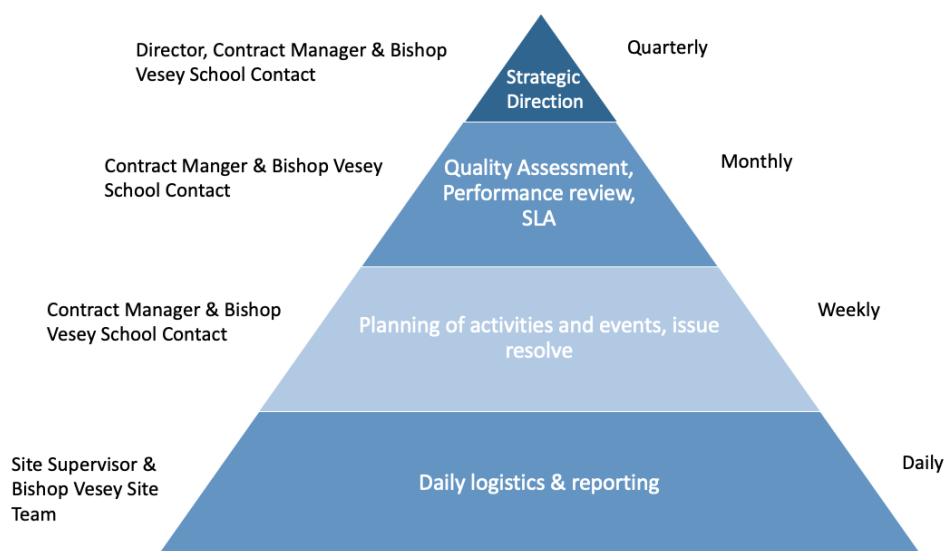 Director, Contract Manager & Bishop
Vesey School Contact
Strategic
Direction
Quarterly
Contract Manger & Bishop Vesey
School Contact
Quality Assessment,
Performance review,
SLA
Monthly
Contract Manager & Bishop
Vesey School Contact
Planning of activities and events, issue
resolve
Weekly
Site Supervisor &
Bishop Vesey Site
Team
Daily logistics & reporting
Daily